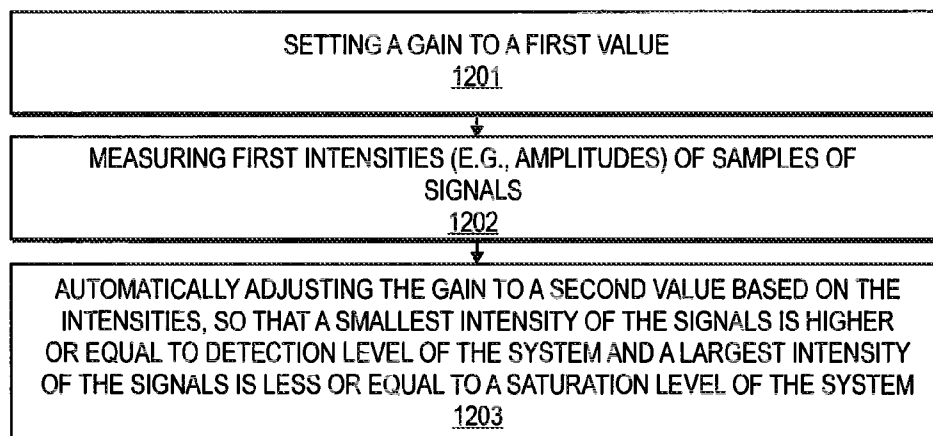 SETTING A GAIN TO A FIRST VALUE
1201
MEASURING FIRST INTENSITIES (E.G., AMPLITUDES) OF SAMPLES OF
SIGNALS
1202
AUTOMATICALLY ADJUSTING THE GAIN TO A SECOND VALUE BASED ON THE
INTENSITIES, SO THAT A SMALLEST INTENSITY OF THE SIGNALS IS HIGHER
OR EQUAL TO DETECTION LEVEL OF THE SYSTEM AND A LARGEST INTENSITY
OF THE SIGNALS IS LESS OR EQUAL TO A SATURATION LEVEL OF THE SYSTEM
1203